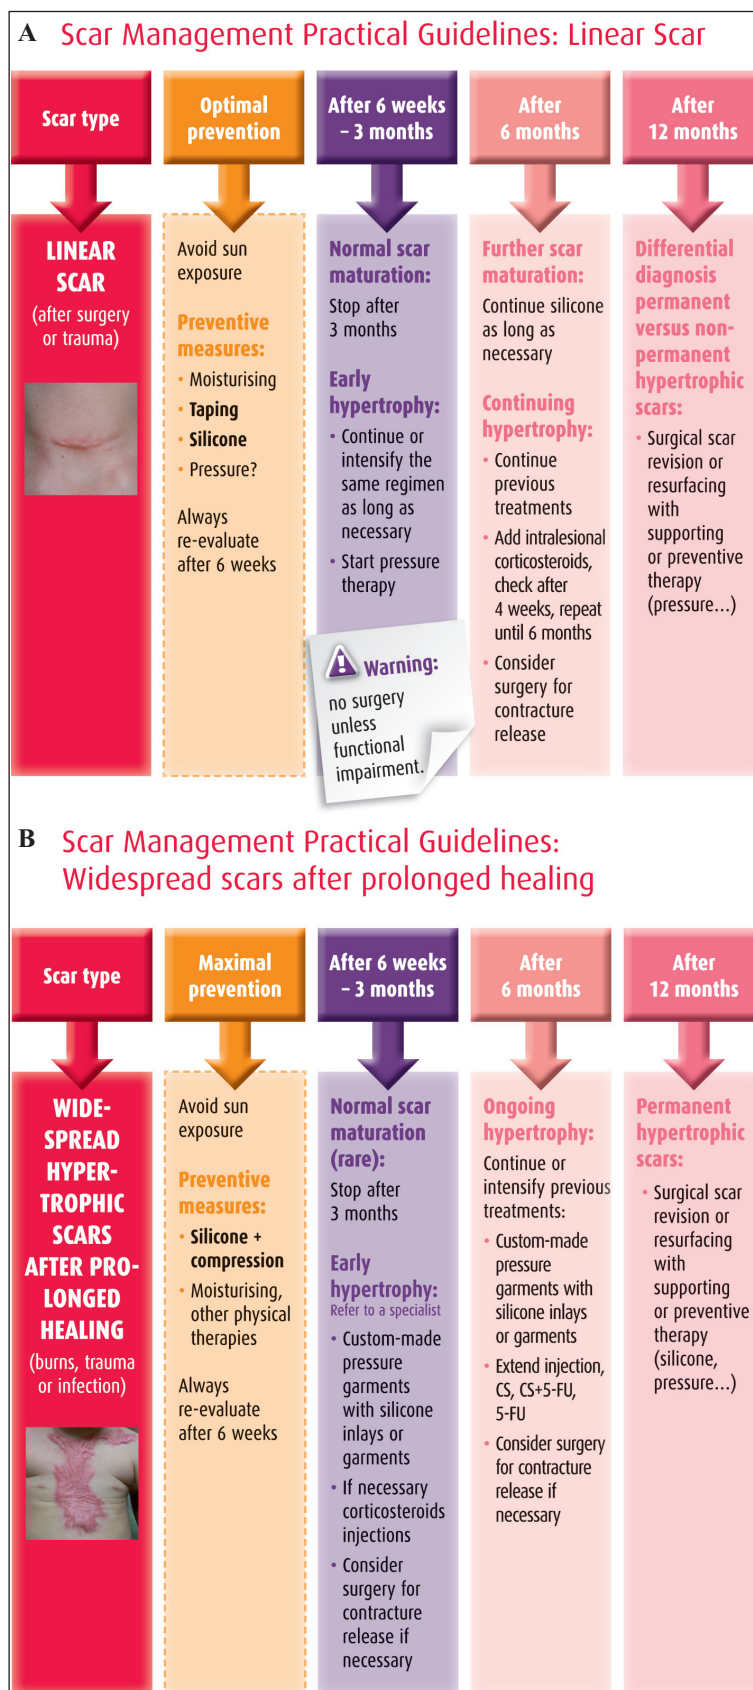 A Scar Management Practical Guidelines: Linear Scar
Scar type
LINEAR
SCAR
(after surgery
or trauma)
Optimal
prevention
Avoid sun
exposure
Preventive
measures:
• Moisturising
• Taping
• Silicone
• Pressure?
Always
re-evaluate
after 6 weeks
After 6 weeks
– 3 months
Normal scar
maturation:
Stop after
3 months
Early
hypertrophy:
• Continue or
intensify the
same regimen
as long as
necessary
• Start pressure
therapy
Warning:
no surgery
unless
functional
impairment.
After
6 months
Further scar
maturation:
Continue silicone
as long as
necessary
Continuing
hypertrophy:
• Continue
previous
treatments
• Add intralesional
corticosteroids,
check after
4 weeks, repeat
until 6 months
• Consider
surgery for
contracture
release
After
12 months
Differential
diagnosis
permanent
versus non-
permanent
hypertrophic
scars:
• Surgical scar
revision or
resurfacing
with
supporting
or preventive
therapy
(pressure...)
B Scar Management Practical Guidelines:
Widespread scars after prolonged healing
Scar type
WIDE-
SPREAD
HYPER-
TROPHIC
SCARS
AFTER PRO-
LONGED
HEALING
(burns, trauma
or infection)
Maximal
prevention
Avoid sun
exposure
Preventive
measures:
• Silicone +
compression
• Moisturising,
other physical
therapies
Always
re-evaluate
after 6 weeks
After 6 weeks
– 3 months
Normal scar
maturation
(rare):
Stop after
3 months
Early
hypertrophy:
Refer to a specialist
• Custom-made
pressure
garments
with silicone
inlays or
garments
• If necessary
corticosteroids
injections
• Consider
surgery for
contracture
release if
necessary
After
6 months
Ongoing
hypertrophy:
Continue or
intensify previous
treatments:
• Custom-made
pressure
garments with
silicone inlays
or garments
• Extend injection,
CS, CS+5-FU,
5-FU
• Consider surgery
for contracture
release if
necessary
After
12 months
Permanent
hypertrophic
scars:
• Surgical scar
revision or
resurfacing
with
supporting
or preventive
therapy
(silicone,
pressure...)